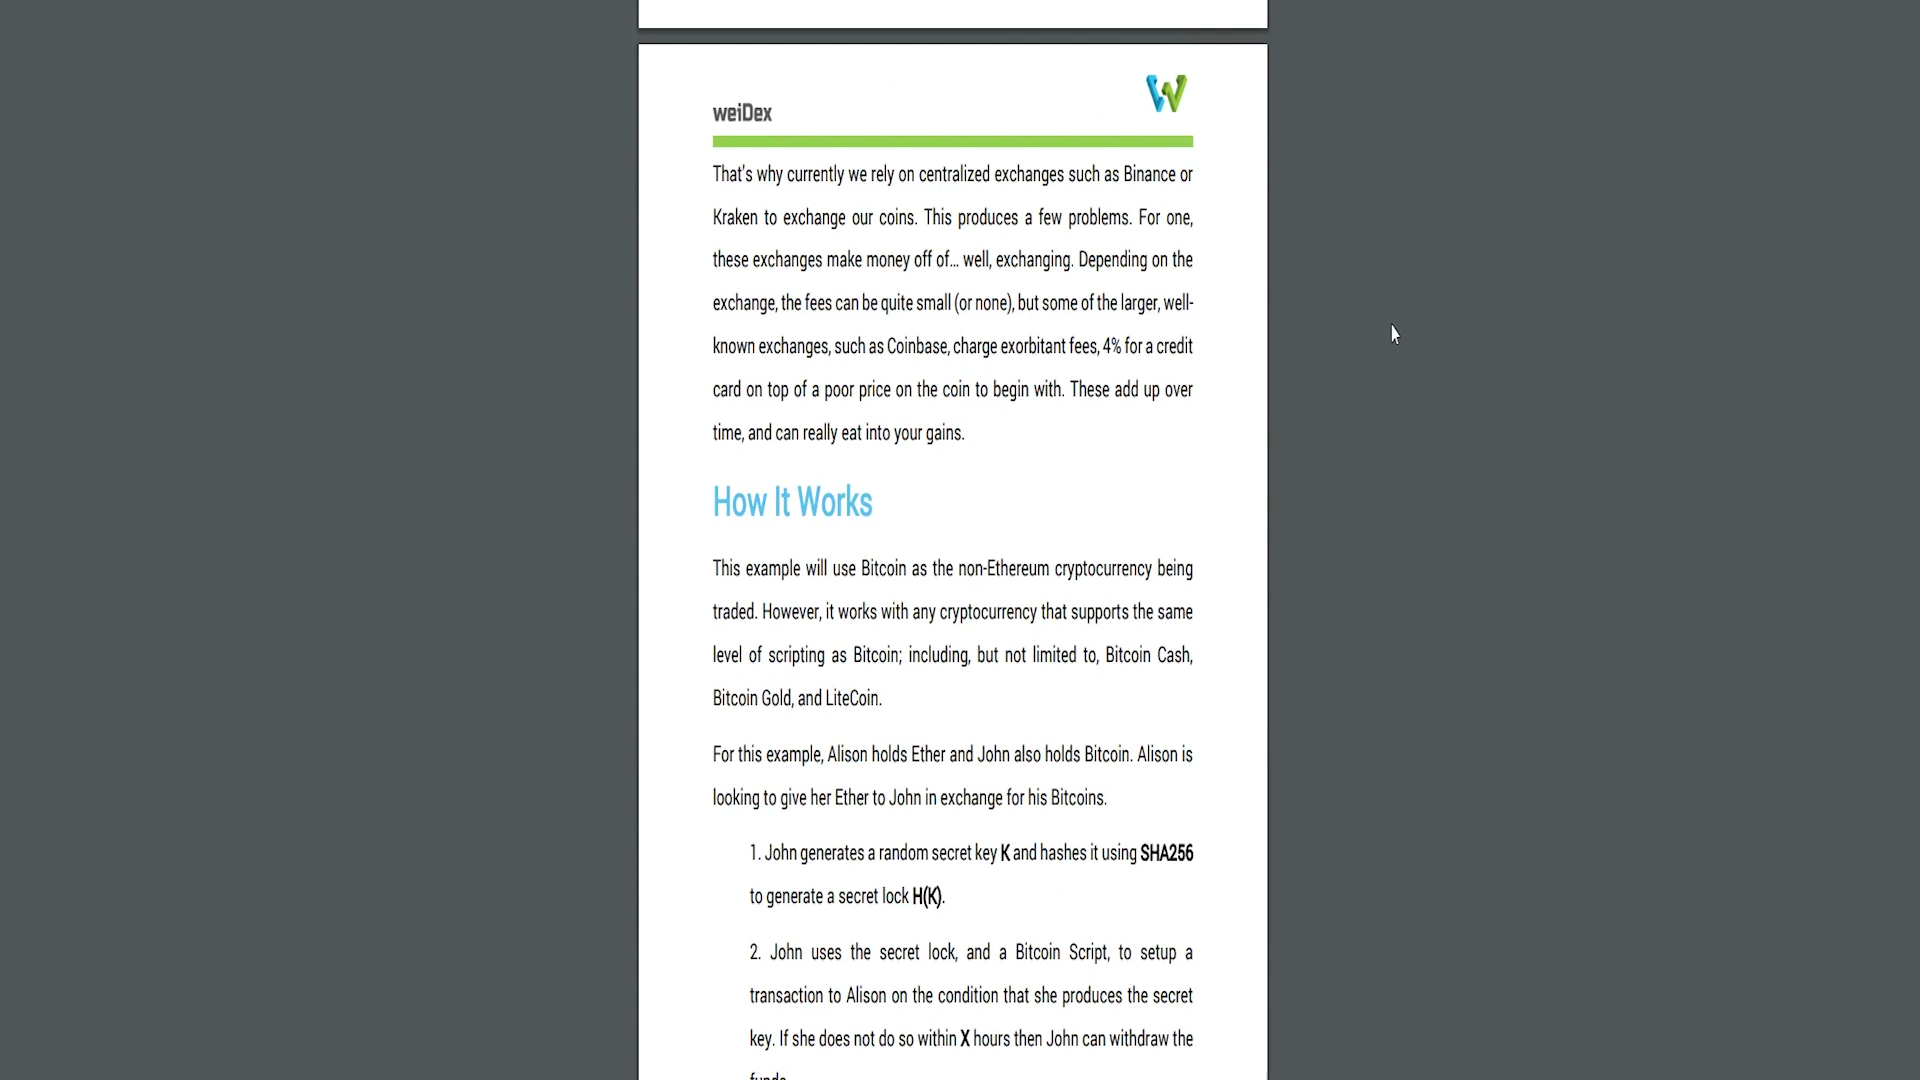 weiDex
That's why currently we rely on centralized exchanges such as Binance or
Kraken to exchange our coins. This produces a few problems. For one,
these exchanges make money off of... well, exchanging. Depending on the
exchange, the fees can be quite small (or none), but some of the larger, well-
known exchanges, such as Coinbase, charge exorbitant fees, 4% for a credit
card on top of a poor price on the coin to begin with. These add up over
time, and can really eat into your gains.
How It Works
This example will use Bitcoin as the non-Ethereum cryptocurrency being
traded. However, it works with any cryptocurrency that supports the same
level of scripting as Bitcoin; including, but not limited to, Bitcoin Cash,
Bitcoin Gold, and LiteCoin.
For this example, Alison holds Ether and John also holds Bitcoin. Alison is
looking to give her Ether to John in exchange for his Bitcoins.
1. John generates a random secret key K and hashes it using SHA256
to generate a secret lock H(K).
2. John uses the secret lock, and a Bitcoin Script, to setup a
transaction to Alison on the condition that she produces the secret
key. If she does not do so within X hours then John can withdraw the